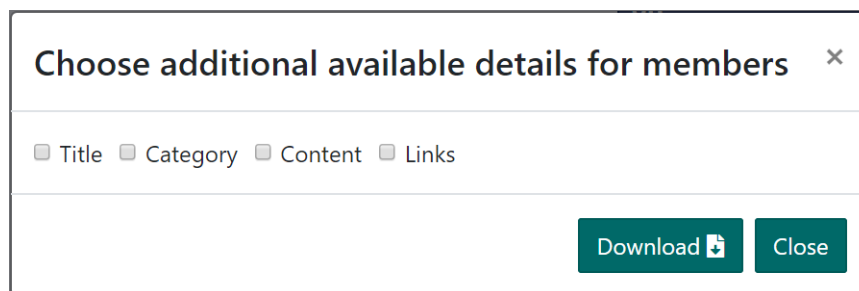 Choose additional available details for members ×
Title Category Content Links
Download Close